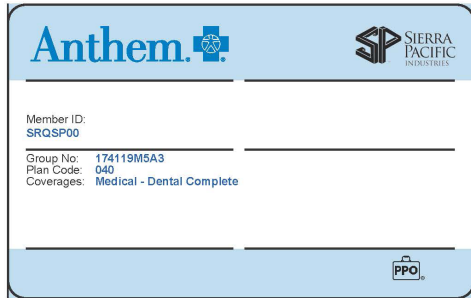 Anthem.
SIERRA
PACIFIC
INDUSTRIES
Member ID:
SRQSP00
Group No: 174119M5A3
Plan Code: 040
Coverages: Medical - Dental Complete
PPO®